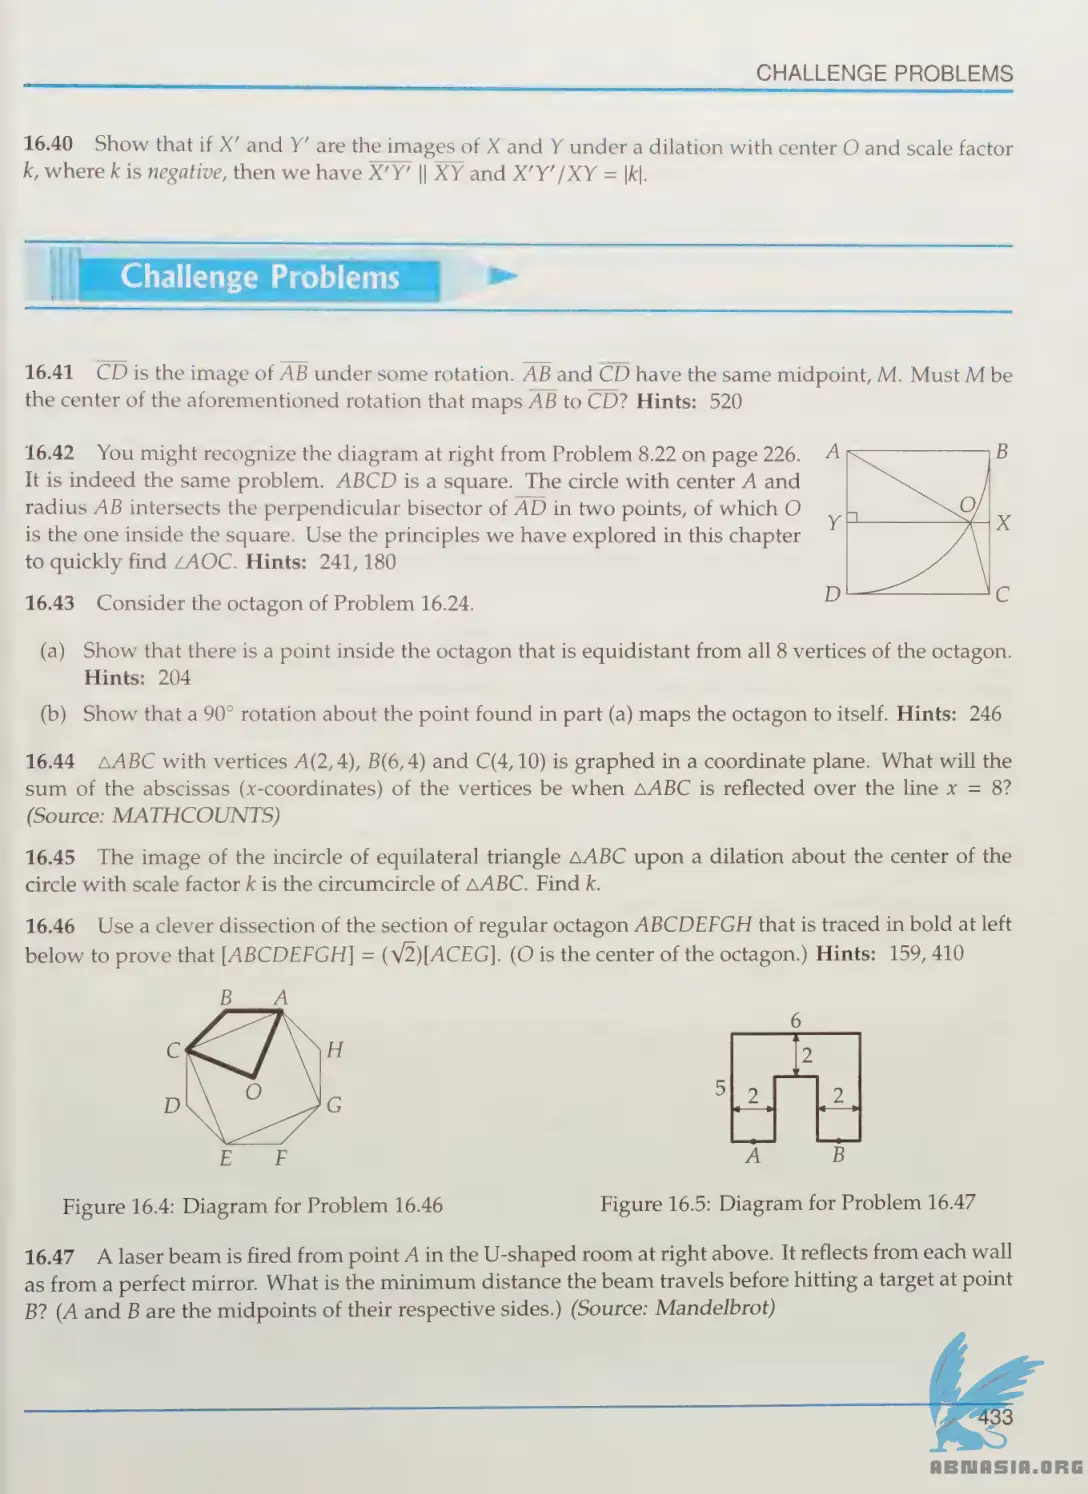 CHALLENGE PROBLEMS
16.40 Show that if X′ and Y′ are the images of X and Y under a dilation with center O and scale factor
k, where k is negative, then we have X′Y′ || XY and X′Y′/XY = |k|.
Challenge Problems
16.41 CD is the image of AB under some rotation. AB and CD have the same midpoint, M. Must M be
the center of the aforementioned rotation that maps AB to CD? Hints: 520
16.42 You might recognize the diagram at right from Problem 8.22 on page 226.
It is indeed the same problem. ABCD is a square. The circle with center A and
radius AB intersects the perpendicular bisector of AD in two points, of which O
is the one inside the square. Use the principles we have explored in this chapter
to quickly find ∠AOC. Hints: 241, 180
A B
O
Y X
D C
16.43 Consider the octagon of Problem 16.24.
(a) Show that there is a point inside the octagon that is equidistant from all 8 vertices of the octagon.
Hints: 204
(b) Show that a 90° rotation about the point found in part (a) maps the octagon to itself. Hints: 246
16.44 △ABC with vertices A(2,4), B(6,4) and C(4,10) is graphed in a coordinate plane. What will the
sum of the abscissas (x-coordinates) of the vertices be when △ABC is reflected over the line x = 8?
(Source: MATHCOUNTS)
16.45 The image of the incircle of equilateral triangle △ABC upon a dilation about the center of the
circle with scale factor k is the circumcircle of △ABC. Find k.
16.46 Use a clever dissection of the section of regular octagon ABCDEFGH that is traced in bold at left
below to prove that [ABCDEFGH] = (√2)[ACEG]. (O is the center of the octagon.) Hints: 159, 410
B A
C H
O
D G
E F
6
2
5 2 2
A B
Figure 16.4: Diagram for Problem 16.46
Figure 16.5: Diagram for Problem 16.47
16.47 A laser beam is fired from point A in the U-shaped room at right above. It reflects from each wall
as from a perfect mirror. What is the minimum distance the beam travels before hitting a target at point
B? (A and B are the midpoints of their respective sides.) (Source: Mandelbrot)
433
ABNASIA.ORG